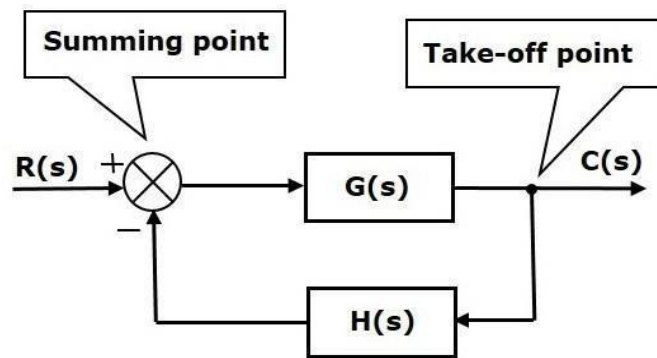 Summing point
Take-off point
R(s)
+
G(s)
C(s)
−
H(s)